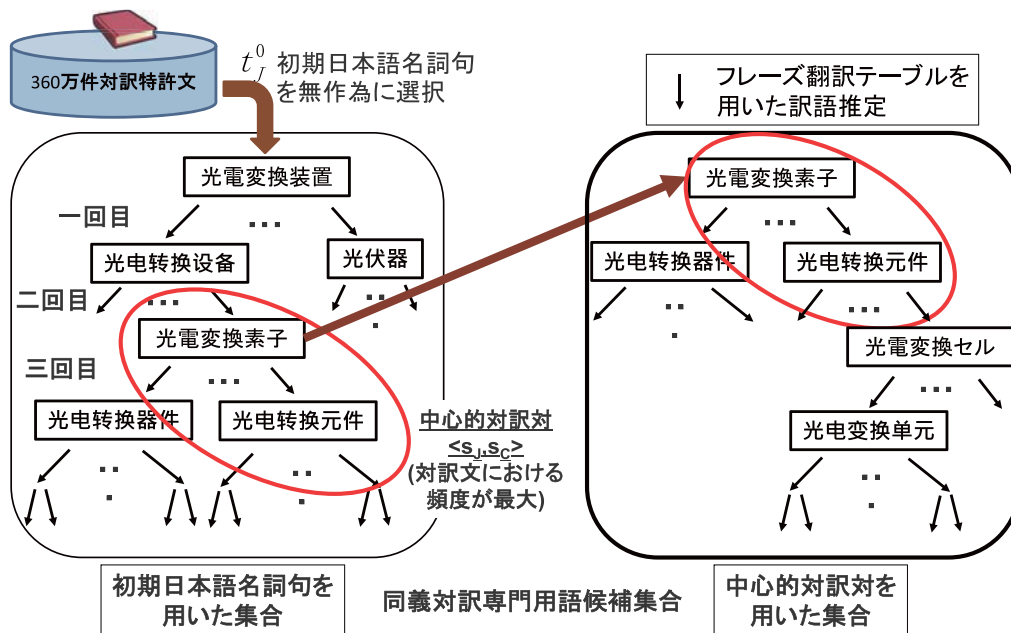 360万件対訳特許文
t_J^0 初期日本語名詞句
を無作為に選択
フレーズ翻訳テーブルを
用いた訳語推定
光電変換装置
一回目
光电转换设备
光伏器
二回目
光電変換素子
三回目
光电转换器件
光电转换元件
中心的対訳対
<s_J,s_C>
(対訳文における
頻度が最大)
光電変換素子
光电转换器件
光电转换元件
光電変換セル
光电変換单元
初期日本語名詞句を
用いた集合
同義対訳専門用語候補集合
中心的対訳対を
用いた集合